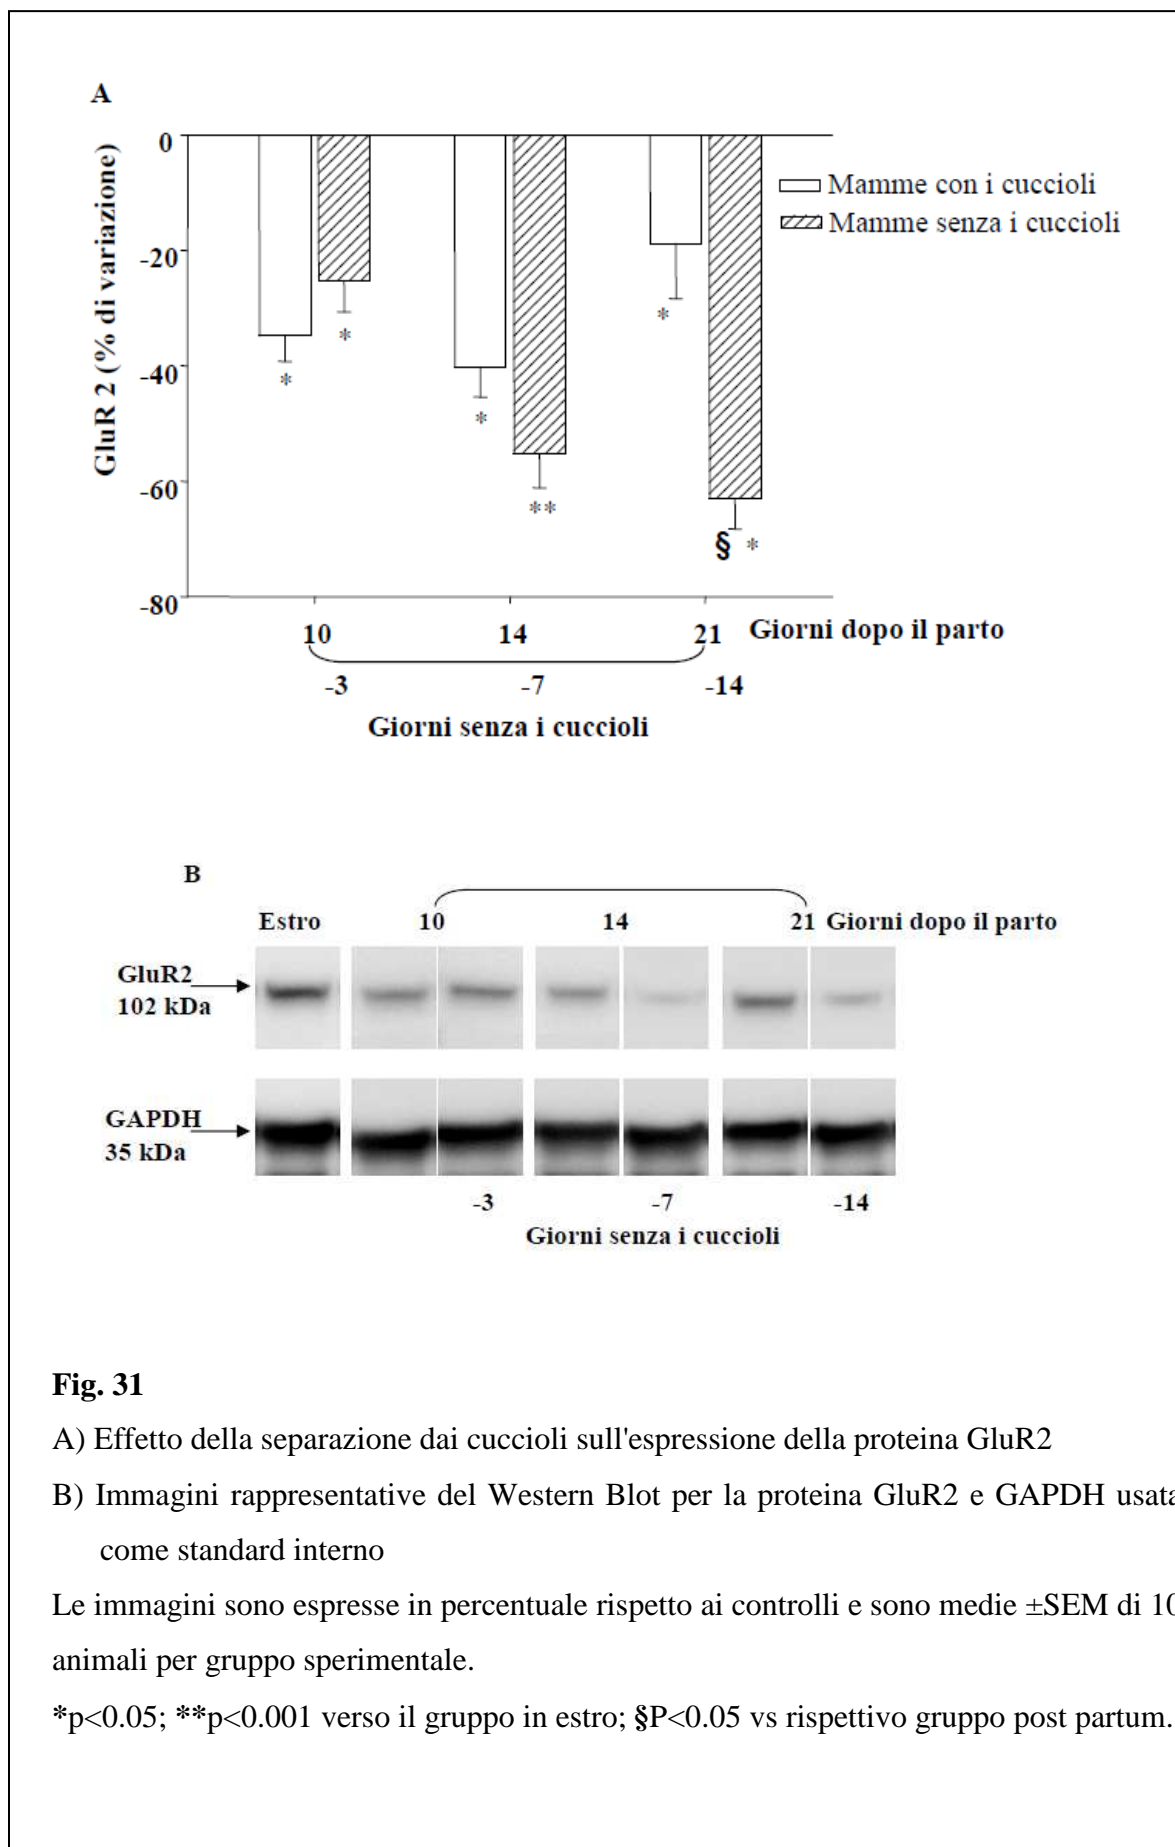 A
0
-20
-40
-60
-80
GluR 2 (% di variazione)
Mamme con i cuccioli
Mamme senza i cuccioli
*
*
*
**
*
§ *
10 14 21 Giorni dopo il parto
-3 -7 -14
Giorni senza i cuccioli
B
Estro 10 14 21 Giorni dopo il parto
GluR2
102 kDa
GAPDH
35 kDa
-3 -7 -14
Giorni senza i cuccioli
Fig. 31
A) Effetto della separazione dai cuccioli sull'espressione della proteina GluR2
B) Immagini rappresentative del Western Blot per la proteina GluR2 e GAPDH usata
come standard interno
Le immagini sono espresse in percentuale rispetto ai controlli e sono medie ±SEM di 10
animali per gruppo sperimentale.
*p<0.05; **p<0.001 verso il gruppo in estro; §P<0.05 vs rispettivo gruppo post partum.